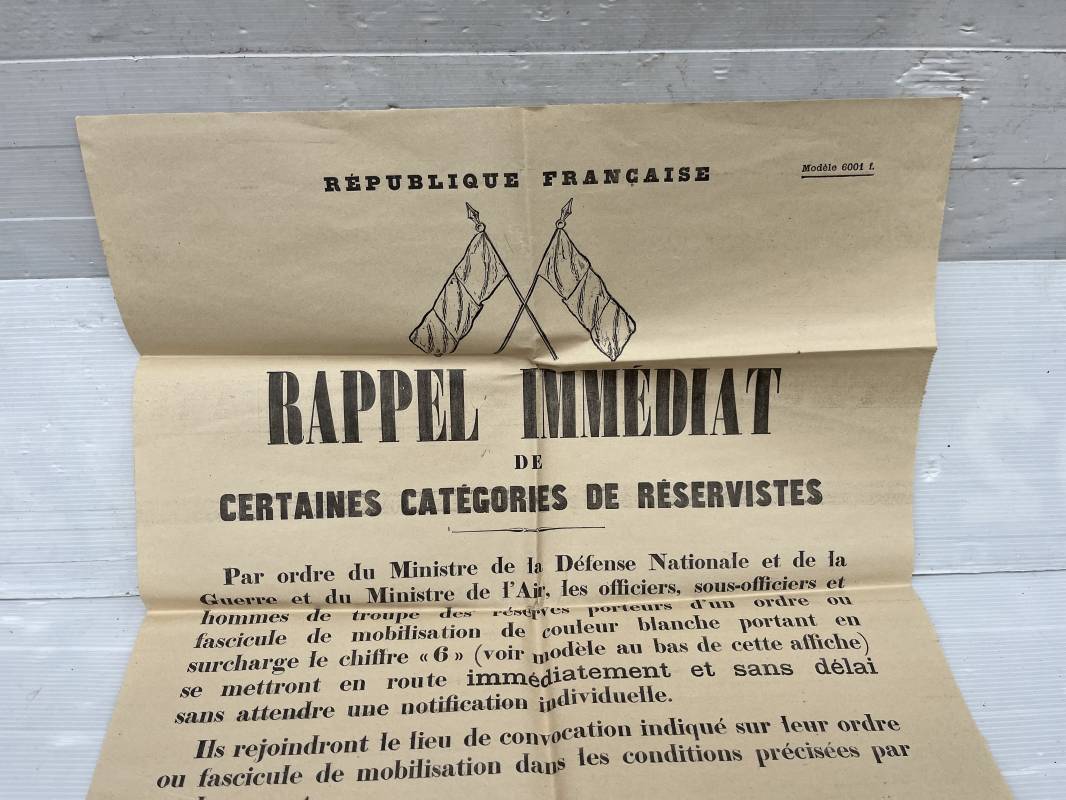 RÉPUBLIQUE FRANÇAISE
Modèle 6001 f.
RAPPEL IMMÉDIAT
DE
CERTAINES CATÉGORIES DE RÉSERVISTES
Par ordre du Ministre de la Défense Nationale et de la
Guerre et du Ministre de l'Air, les officiers, sous-officiers et
hommes de troupe des réserves porteurs d'un ordre ou
fascicule de mobilisation de couleur blanche portant en
surcharge le chiffre « 6 » (voir modèle au bas de cette affiche)
se mettront en route immédiatement et sans délai
sans attendre une notification individuelle.
Ils rejoindront le lieu de convocation indiqué sur leur ordre
ou fascicule de mobilisation dans les conditions précisées par